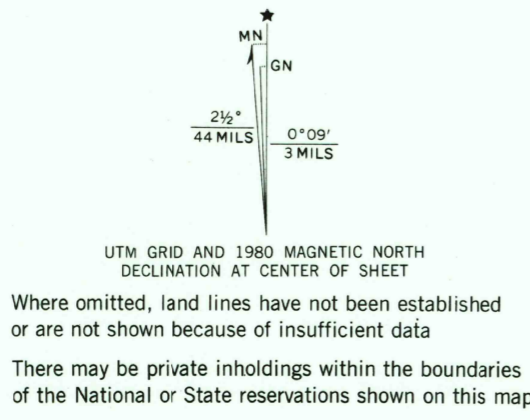 MN
GN
2½°
44 MILS
0°09′
3 MILS
UTM GRID AND 1980 MAGNETIC NORTH
DECLINATION AT CENTER OF SHEET
Where omitted, land lines have not been established
or are not shown because of insufficient data
There may be private inholdings within the boundaries
of the National or State reservations shown on this map